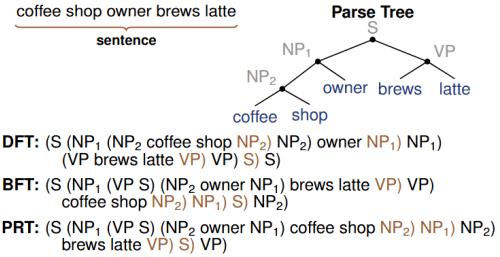 coffee shop owner brews latte
sentence
Parse Tree
S
NP1
VP
NP2
owner brews latte
coffee shop
DFT: (S (NP1 (NP2 coffee shop NP2) NP2) owner NP1) NP1)
(VP brews latte VP) VP) S) S)
BFT: (S (NP1 (VP S) (NP2 owner NP1) brews latte VP) VP)
coffee shop NP2) NP1) S) NP2)
PRT: (S (NP1 (VP S) (NP2 owner NP1) coffee shop NP2) NP1) NP2)
brews latte VP) S) VP)